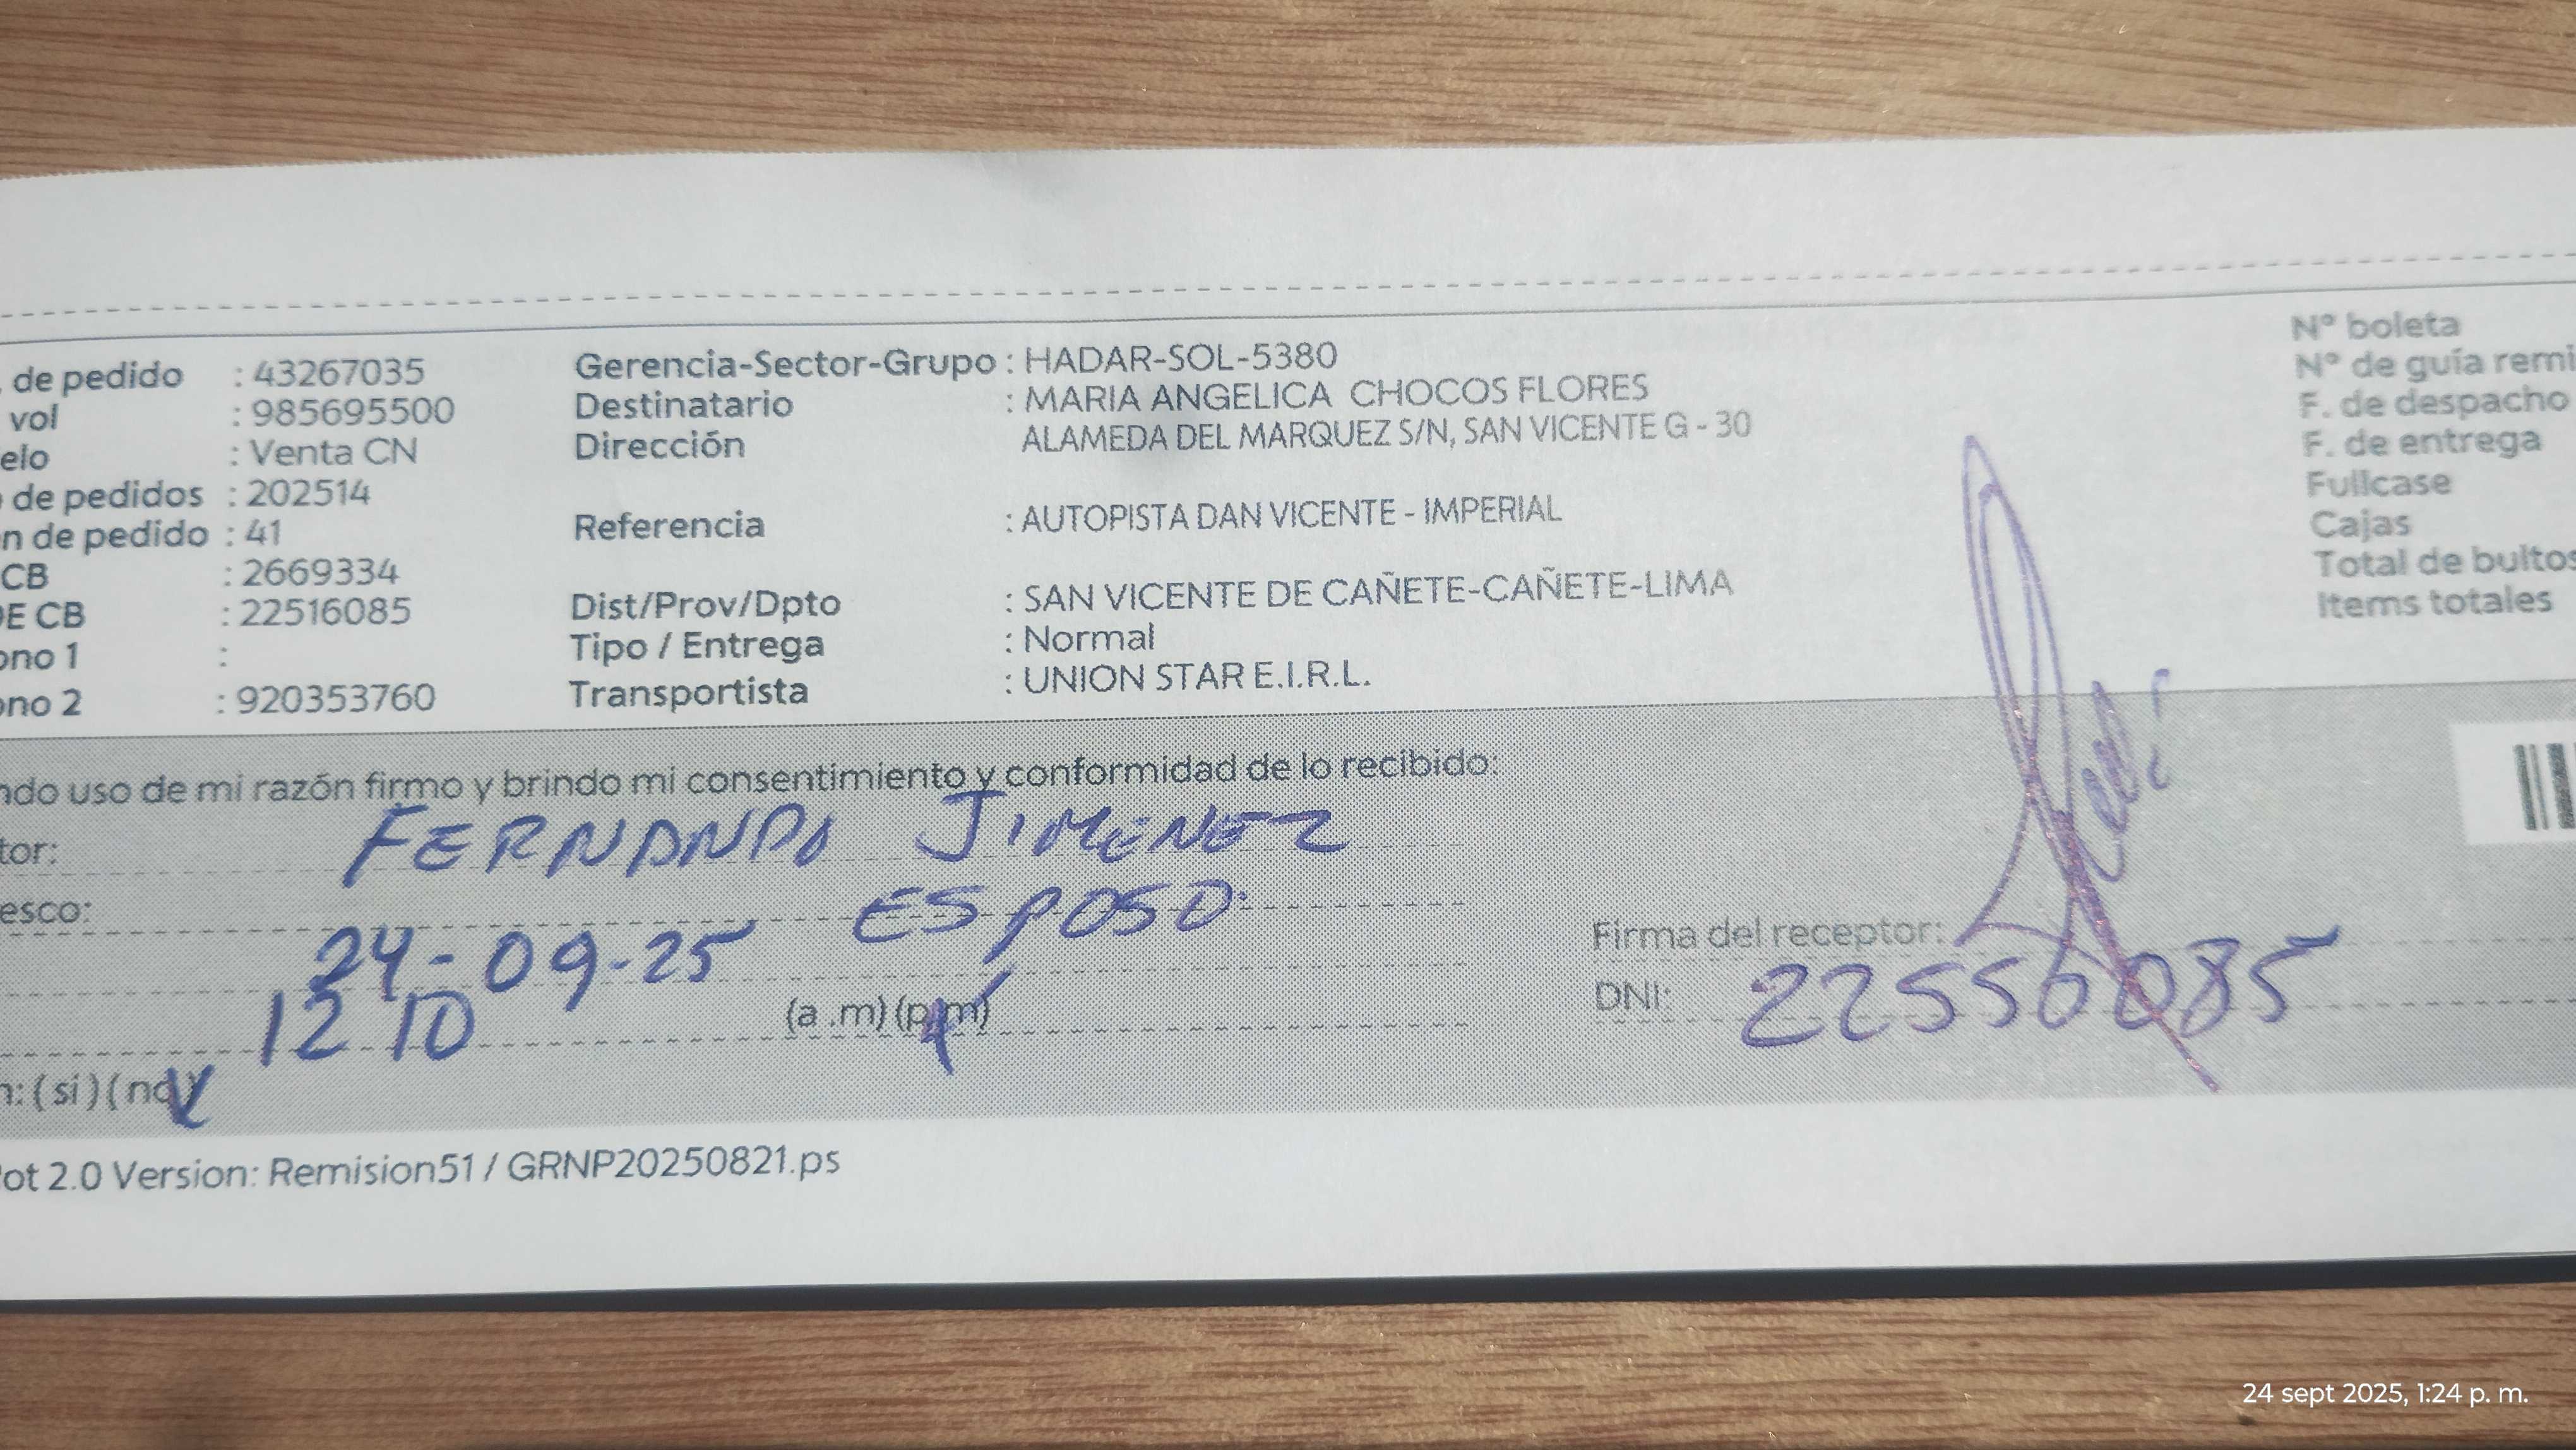 de pedido : 43267035
vol : 985695500
elo : Venta CN
de pedidos : 202514
n de pedido : 41
CB : 2669334
E CB : 22516085
ono 1 :
ono 2 : 920353760
Gerencia-Sector-Grupo : HADAR-SOL-5380
Destinatario : MARIA ANGELICA CHOCOS FLORES
Dirección ALAMEDA DEL MARQUEZ S/N, SAN VICENTE G - 30
Referencia : AUTOPISTA DAN VICENTE - IMPERIAL
Dist/Prov/Dpto : SAN VICENTE DE CAÑETE-CAÑETE-LIMA
Tipo / Entrega : Normal
Transportista : UNION STAR E.I.R.L.
Nº boleta
Nº de guía remi
F. de despacho
F. de entrega
Fullcase
Cajas
Total de bultos
Items totales
ndo uso de mi razón firmo y brindo mi consentimiento y conformidad de lo recibido:
tor: FERNANDO JIMENEZ
esco: ESPOSO
24-09-25
12 10 (a .m) (p.m)
n: (si) (no)
Firma del receptor:
DNI: 22556085
ot 2.0 Version: Remision51 / GRNP20250821.ps
24 sept 2025, 1:24 p. m.